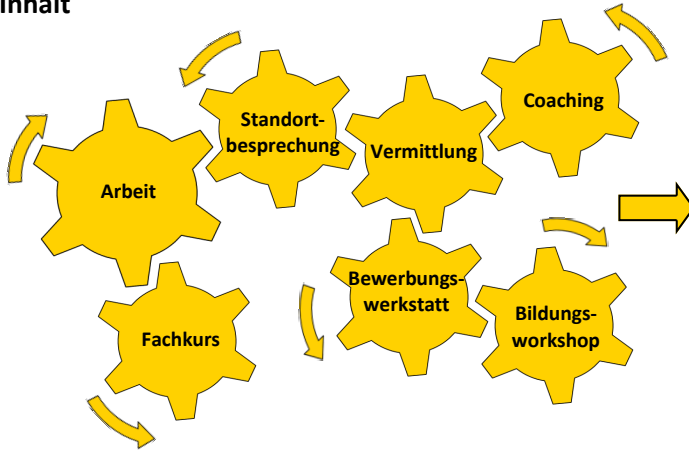 Inhalt
Coaching
Standort-
besprechung
Vermittlung
Arbeit
Bewerbungs-
werkstatt
Bildungs-
workshop
Fachkurs